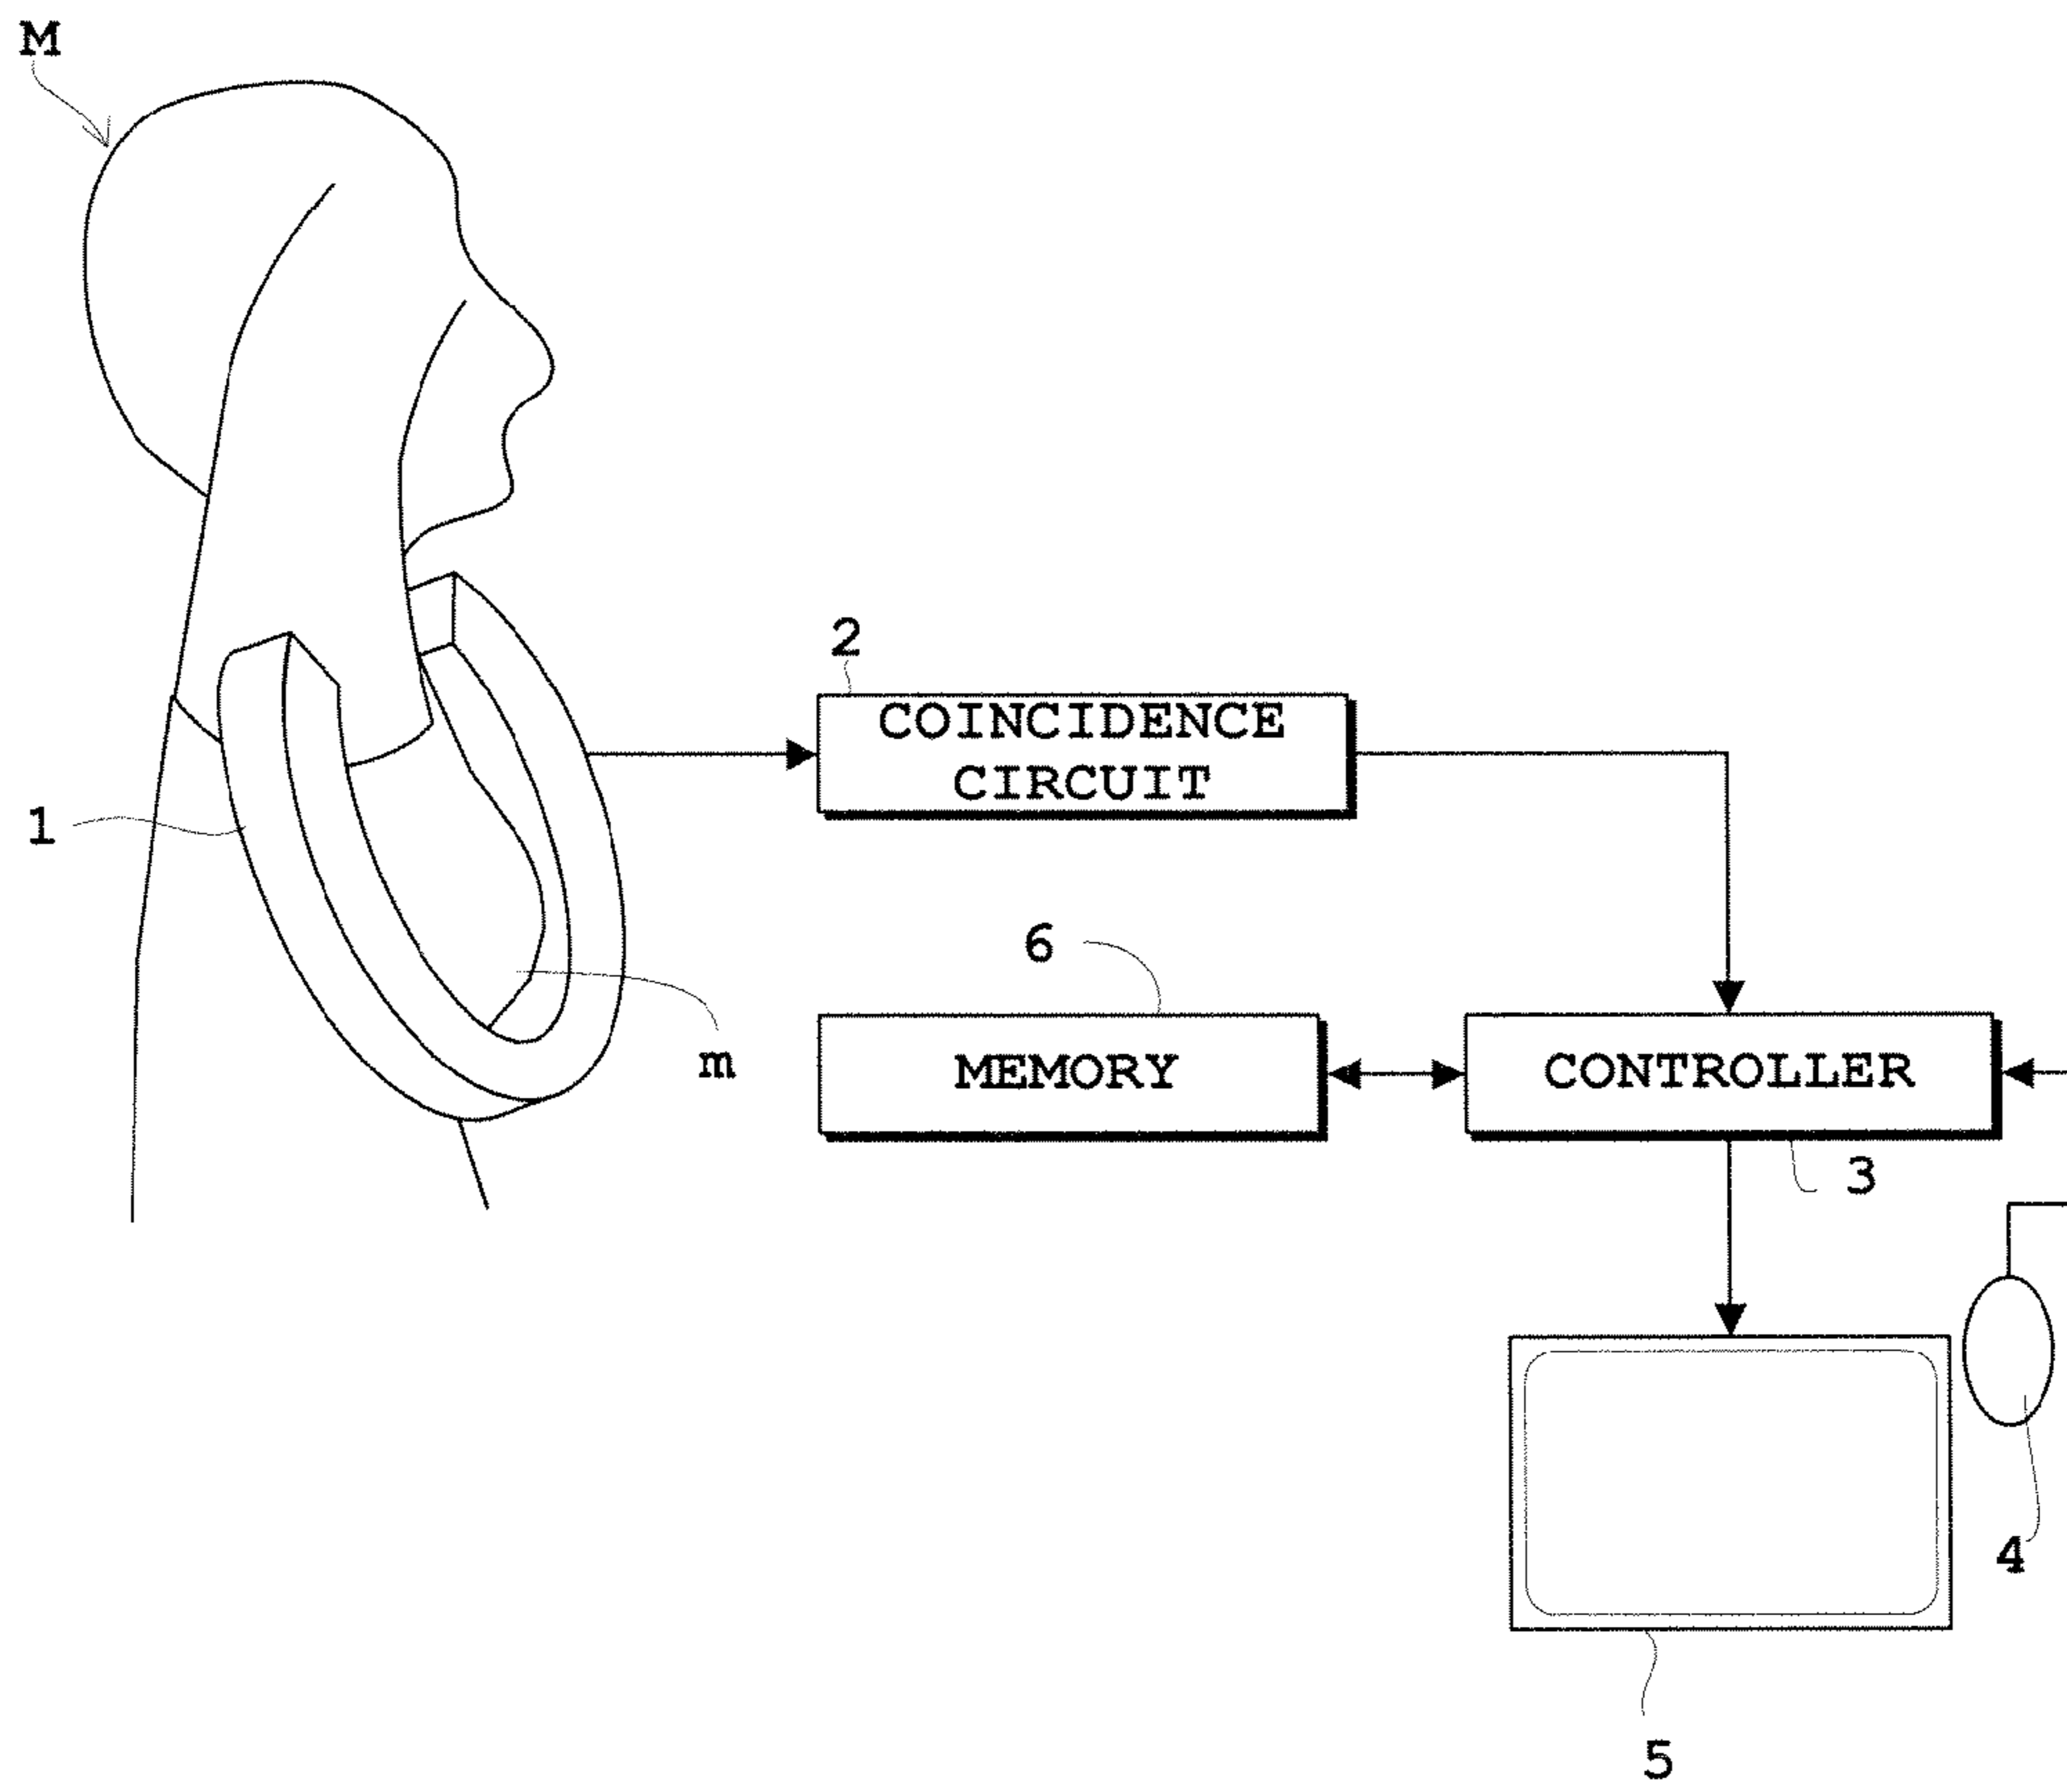 M
2
COINCIDENCE
CIRCUIT
1
6
m
MEMORY
CONTROLLER
3
4
5